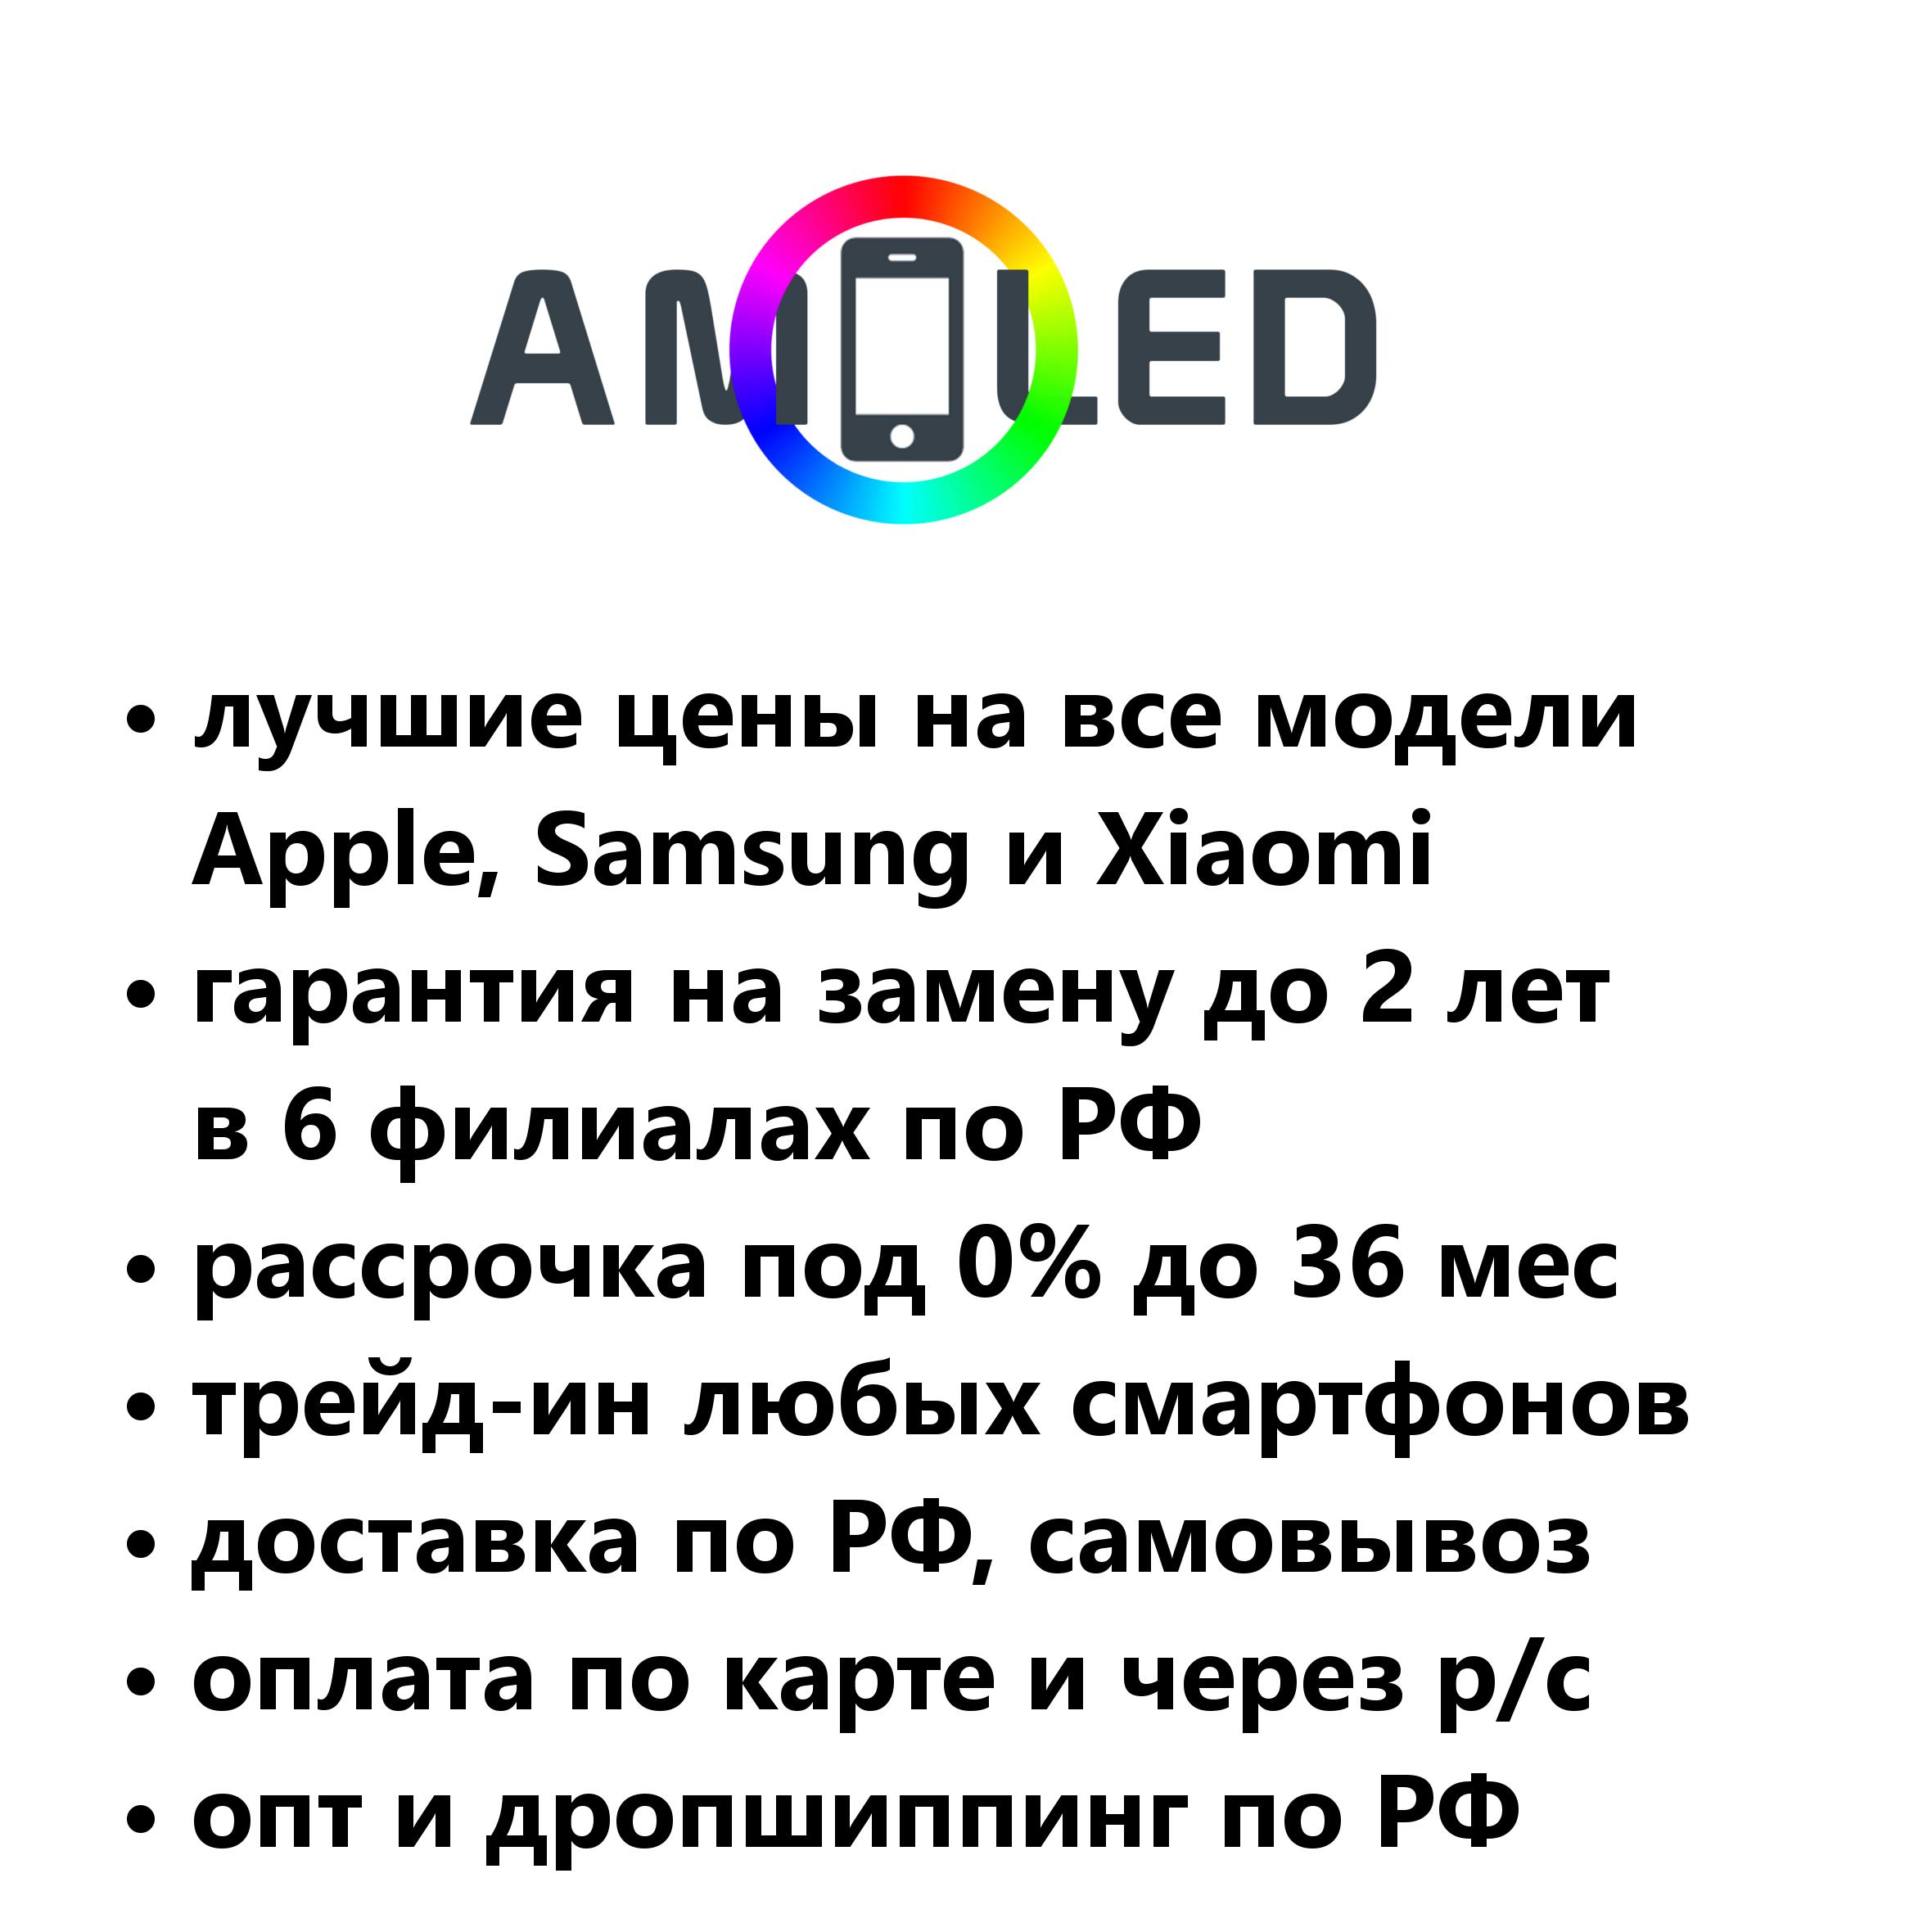 AMOLED
• лучшие цены на все модели
Apple, Samsung и Xiaomi
• гарантия на замену до 2 лет
в 6 филиалах по РФ
• рассрочка под 0% до 36 мес
• трейд-ин любых смартфонов
• доставка по РФ, самовывоз
• оплата по карте и через р/с
• опт и дропшиппинг по РФ